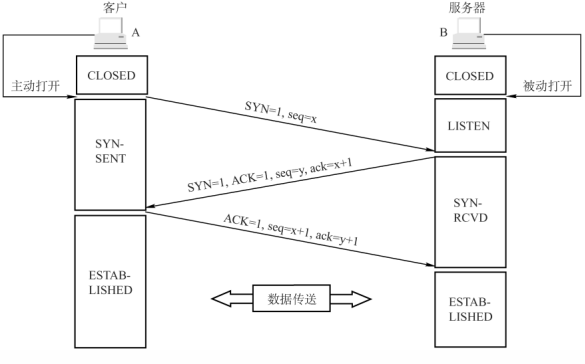 客户
服务器
A
B
主动打开
CLOSED
CLOSED
被动打开
SYN=1, seq=x
LISTEN
SYN-
SENT
SYN=1, ACK=1, seq=y, ack=x+1
SYN-
RCVD
ACK=1, seq=x+1, ack=y+1
ESTAB-
LISHED
数据传送
ESTAB-
LISHED